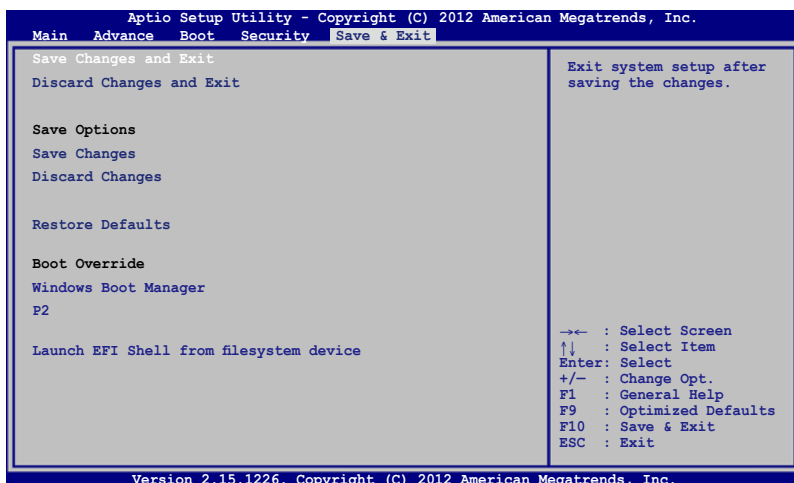 Aptio Setup Utility - Copyright (C) 2012 American Megatrends, Inc.
Main Advance Boot Security Save & Exit
Save Changes and Exit
Discard Changes and Exit
Save Options
Save Changes
Discard Changes
Restore Defaults
Boot Override
Windows Boot Manager
P2
Launch EFI Shell from filesystem device
Exit system setup after
saving the changes.
→← : Select Screen
↑↓ : Select Item
Enter: Select
+/— : Change Opt.
F1 : General Help
F9 : Optimized Defaults
F10 : Save & Exit
ESC : Exit
Version 2.15.1226. Copyright (C) 2012 American Megatrends, Inc.